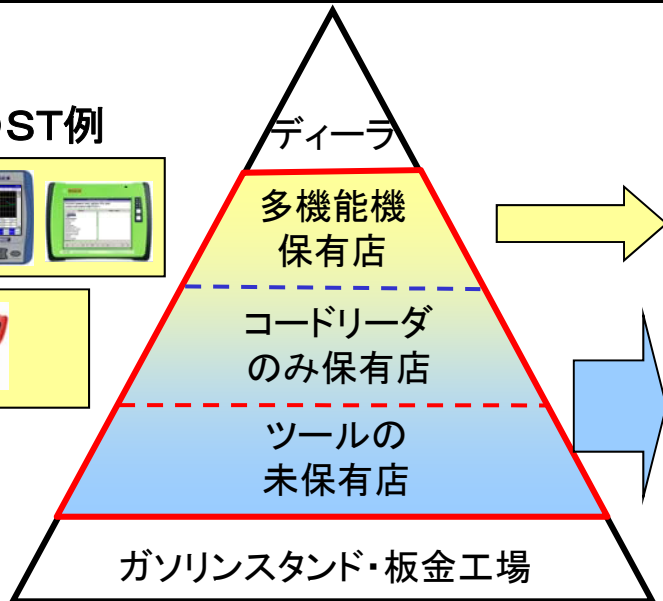 ST例
ディーラ
多機能機
保有店
コードリーダ
のみ保有店
ツールの
未保有店
ガソリンスタンド・板金工場